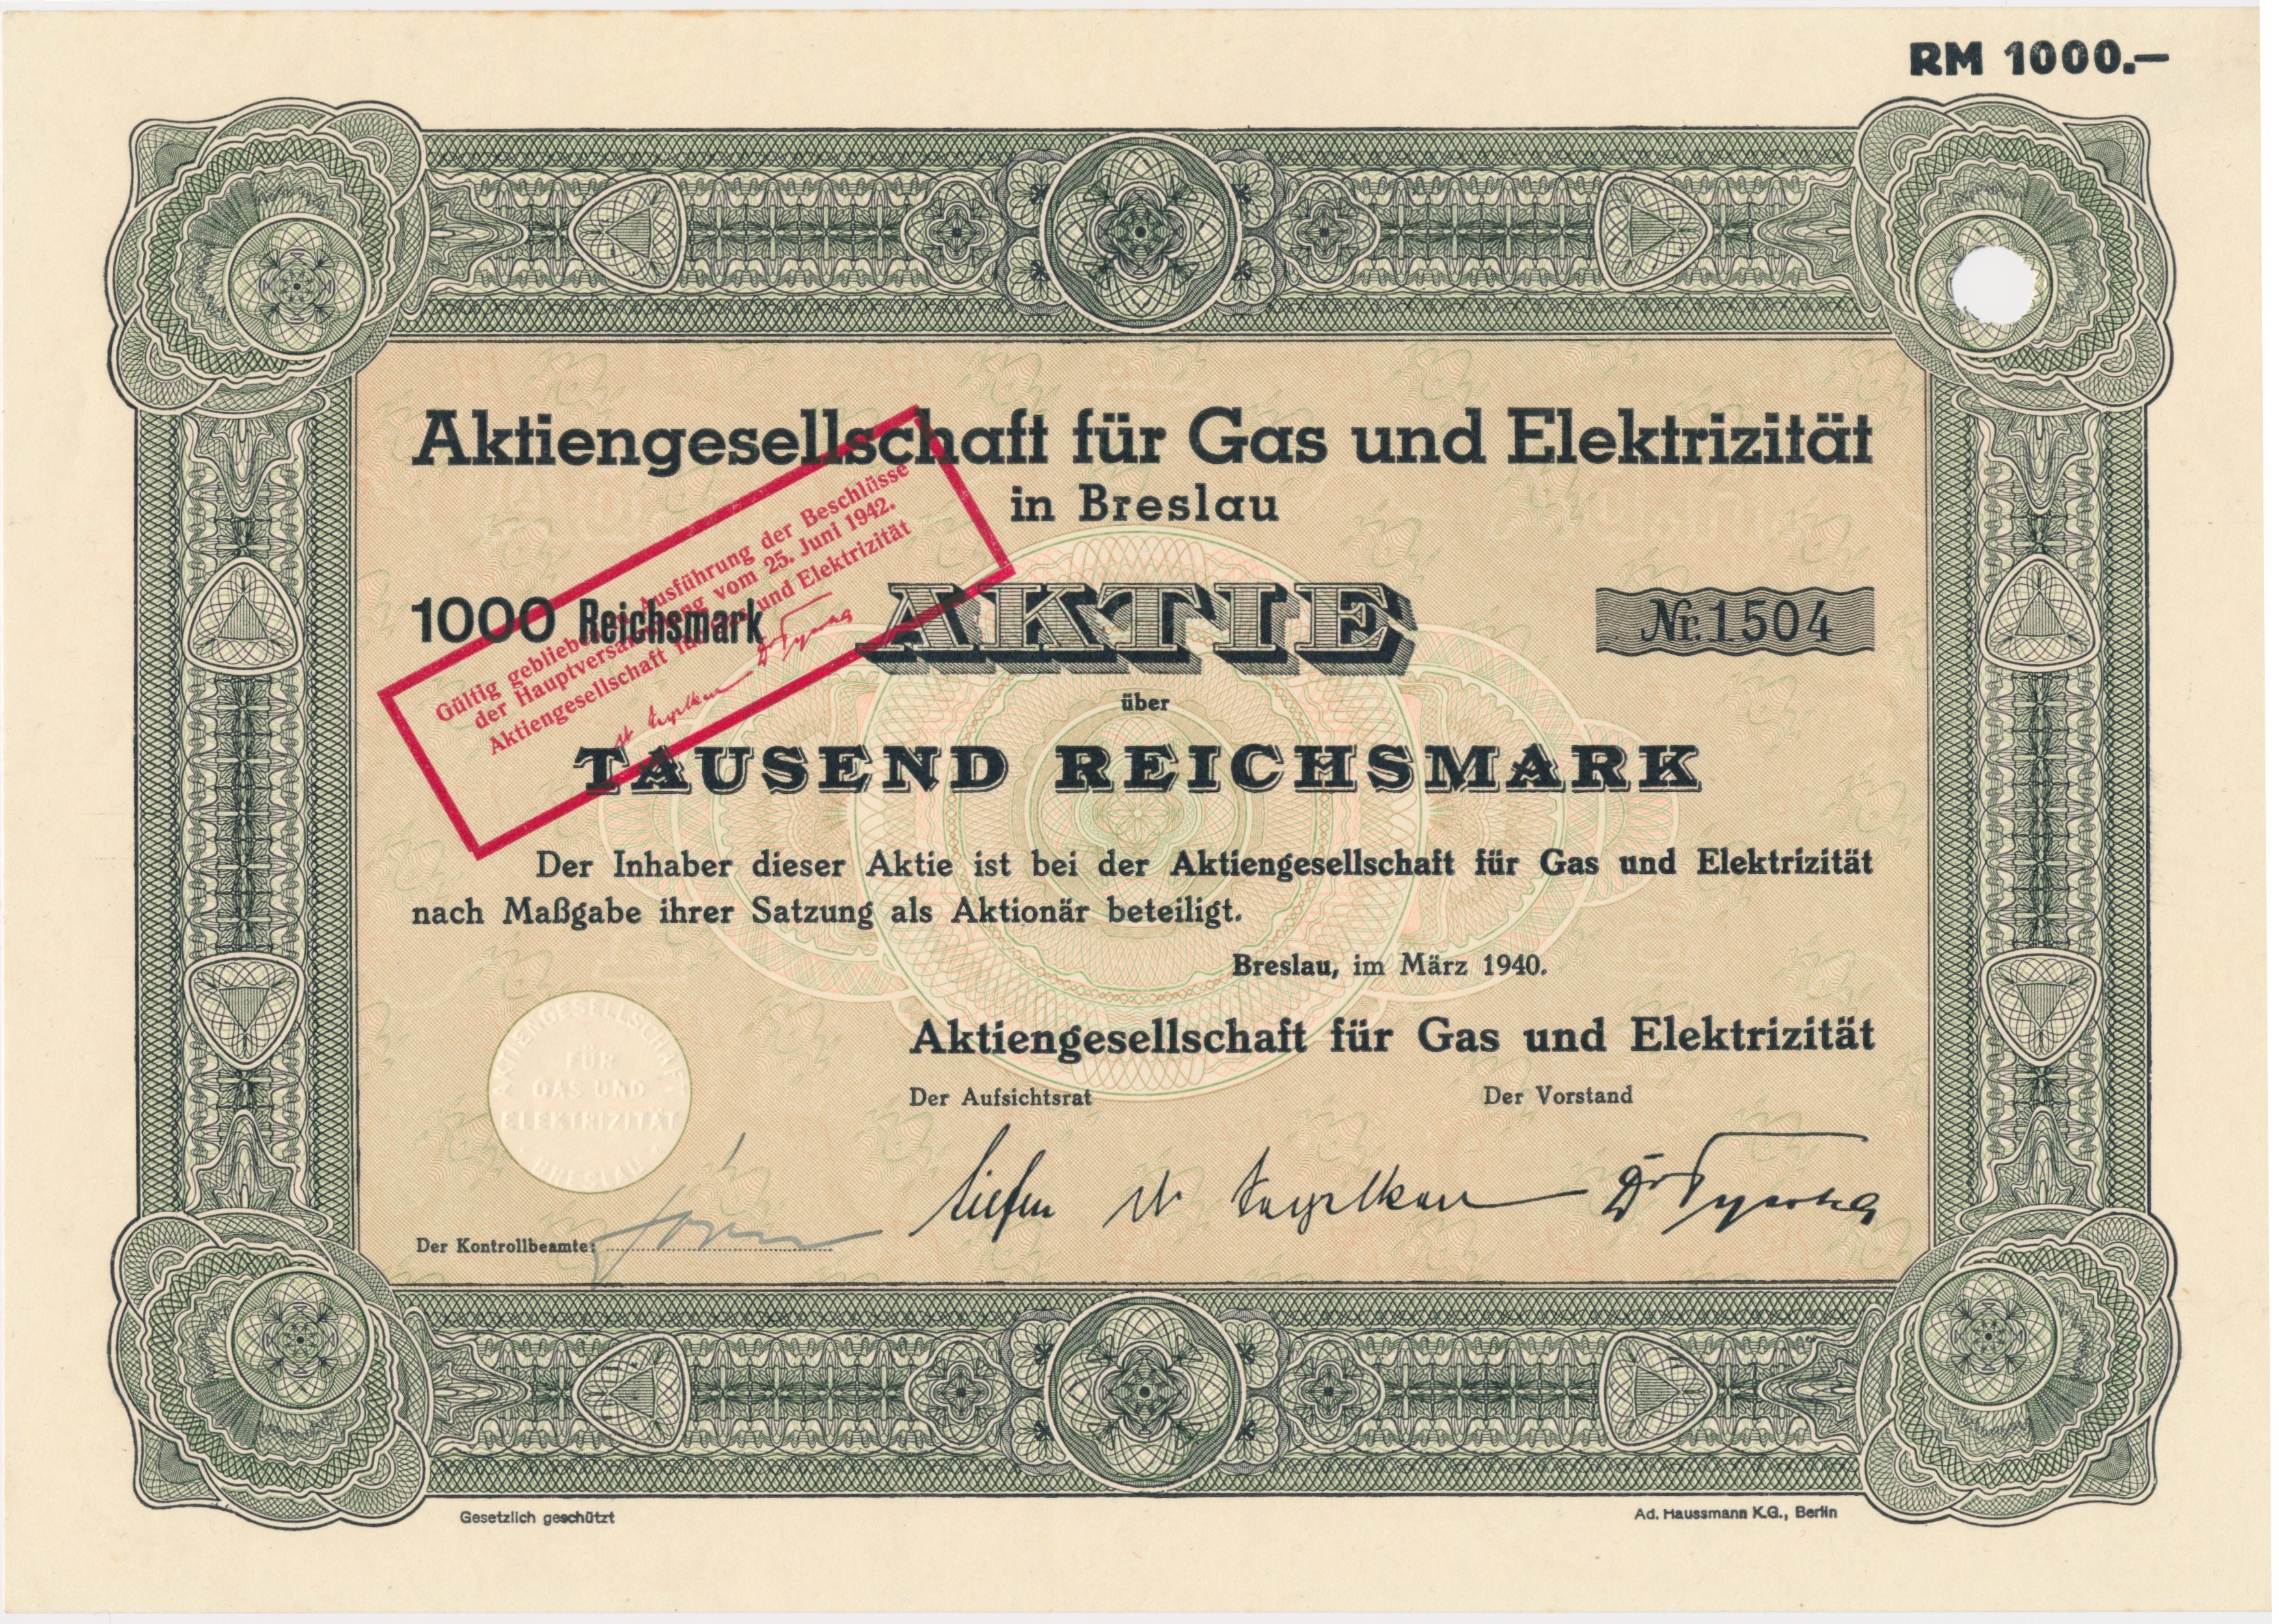 RM 1000.—
Aktiengesellschaft für Gas und Elektrizität
in Breslau
Gültig geblieben Ausführung der Beschlüsse
der Hauptversammlung vom 25. Juni 1942.
Aktiengesellschaft für Gas und Elektrizität
1000 Reichsmark
AKTIE
Nr. 1504
über
TAUSEND REICHSMARK
Der Inhaber dieser Aktie ist bei der Aktiengesellschaft für Gas und Elektrizität
nach Maßgabe ihrer Satzung als Aktionär beteiligt.
Breslau, im März 1940.
Aktiengesellschaft für Gas und Elektrizität
Der Aufsichtsrat
Der Vorstand
AKTIENGESELLSCHAFT
FÜR
GAS UND
ELEKTRIZITÄT
BRESLAU
Der Kontrollbeamte:
Gesetzlich geschützt
Ad. Haussmann K.G., Berlin